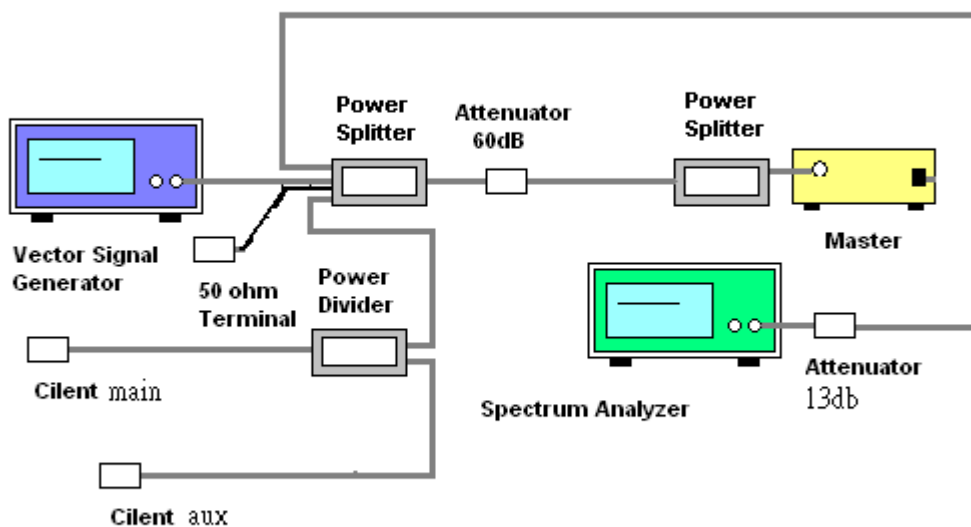 Power
Splitter
Attenuator
60dB
Power
Splitter
Vector Signal
Generator
50 ohm
Terminal
Power
Divider
Master
Cilent main
Spectrum Analyzer
Attenuator
13db
Cilent aux